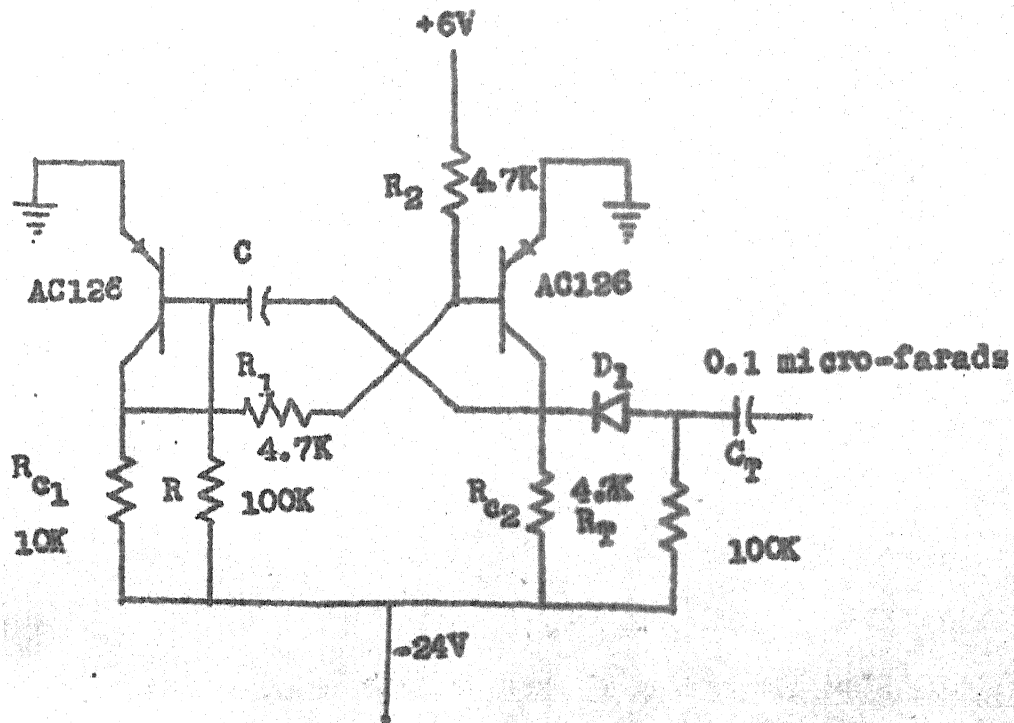 +6V
R2
4.7K
C
AC126
AC126
R1
4.7K
D1
0.1 micro-farads
CT
Rc1
10K
R
100K
Rc2
RT
100K
-24V